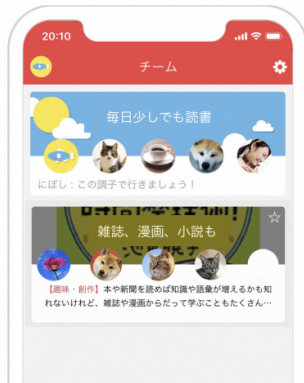 20:10
チーム
毎日少しでも読書
にぼし：この調子で行きましょう！
雑誌、漫画、小説も
【趣味・創作】本や新聞を読めば知識や語彙が増えるかも知
れないけれど、雑誌や漫画からだって学ぶこともたくさん…